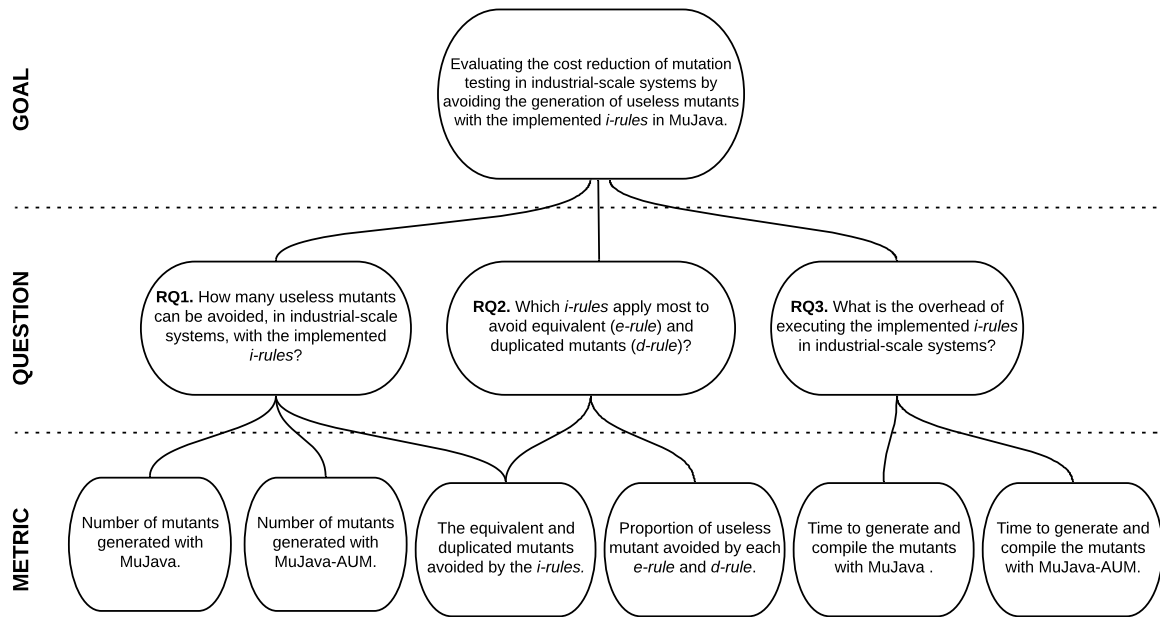 GOAL
Evaluating the cost reduction of mutation
testing in industrial-scale systems by
avoiding the generation of useless mutants
with the implemented i-rules in MuJava.
QUESTION
RQ1. How many useless mutants
can be avoided, in industrial-scale
systems, with the implemented
i-rules?
RQ2. Which i-rules apply most to
avoid equivalent (e-rule) and
duplicated mutants (d-rule)?
RQ3. What is the overhead of
executing the implemented i-rules
in industrial-scale systems?
METRIC
Number of mutants
generated with
MuJava.
Number of mutants
generated with
MuJava-AUM.
The equivalent and
duplicated mutants
avoided by the i-rules.
Proportion of useless
mutant avoided by each
e-rule and d-rule.
Time to generate and
compile the mutants
with MuJava .
Time to generate and
compile the mutants
with MuJava-AUM.